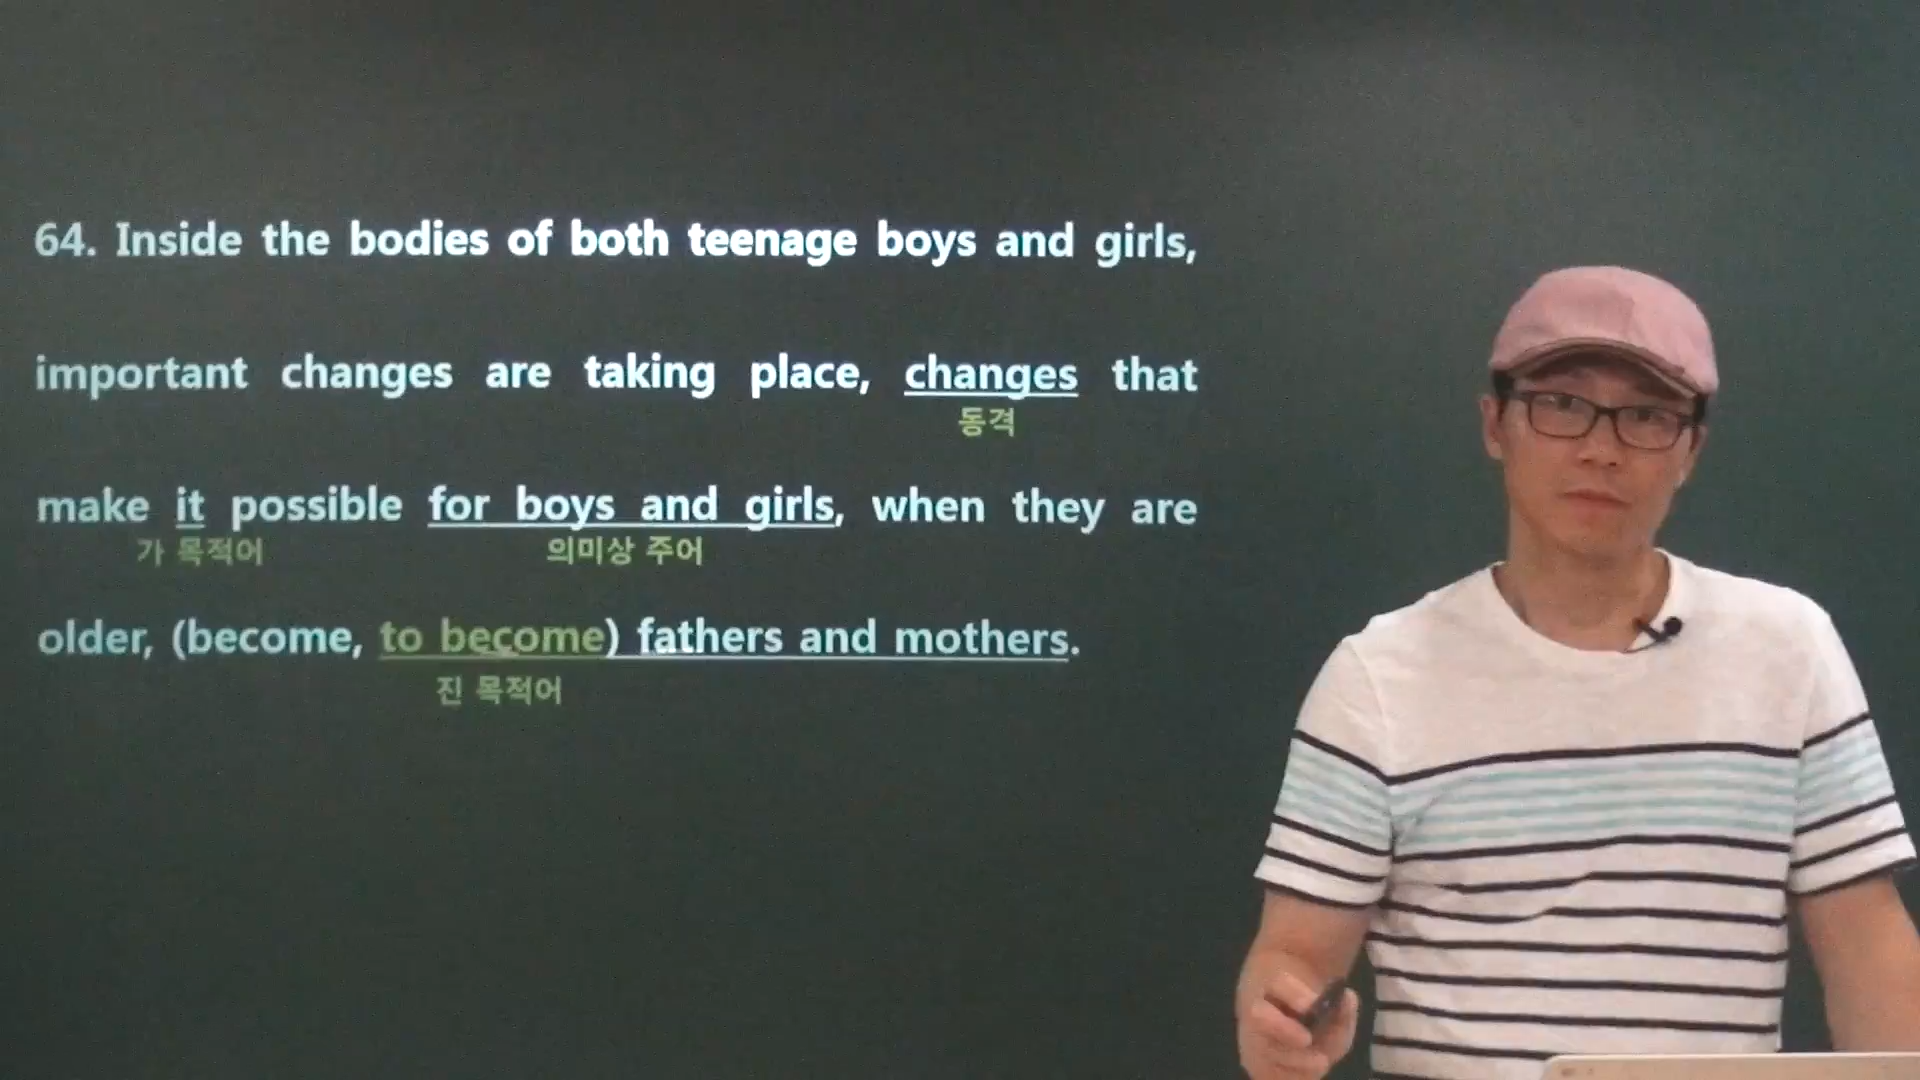 64. Inside the bodies of both teenage boys and girls,
important changes are taking place, changes that
동격
make it possible for boys and girls, when they are
가 목적어 의미상 주어
older, (become, to become) fathers and mothers.
진 목적어